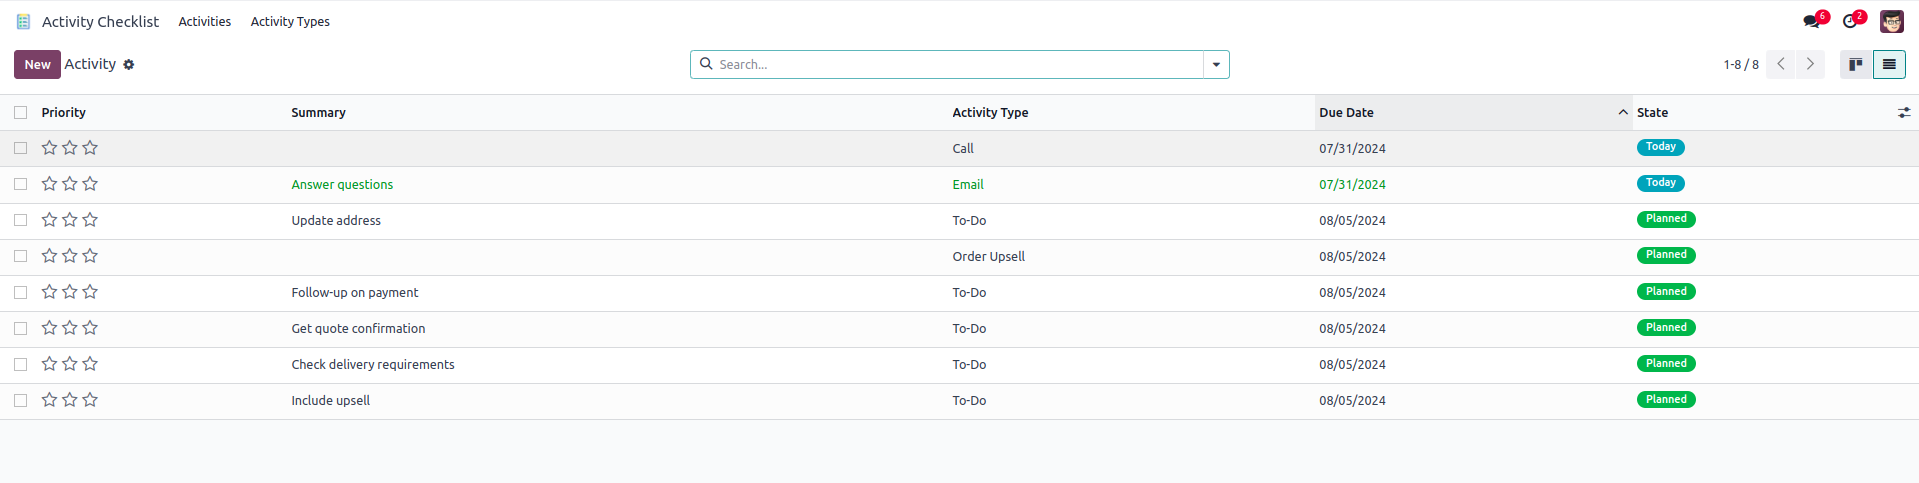 Activity Checklist Activities Activity Types 6 2
New Activity Search... 1-8 / 8
Priority Summary Activity Type Due Date State
Call 07/31/2024 Today
Answer questions Email 07/31/2024 Today
Update address To-Do 08/05/2024 Planned
Order Upsell 08/05/2024 Planned
Follow-up on payment To-Do 08/05/2024 Planned
Get quote confirmation To-Do 08/05/2024 Planned
Check delivery requirements To-Do 08/05/2024 Planned
Include upsell To-Do 08/05/2024 Planned